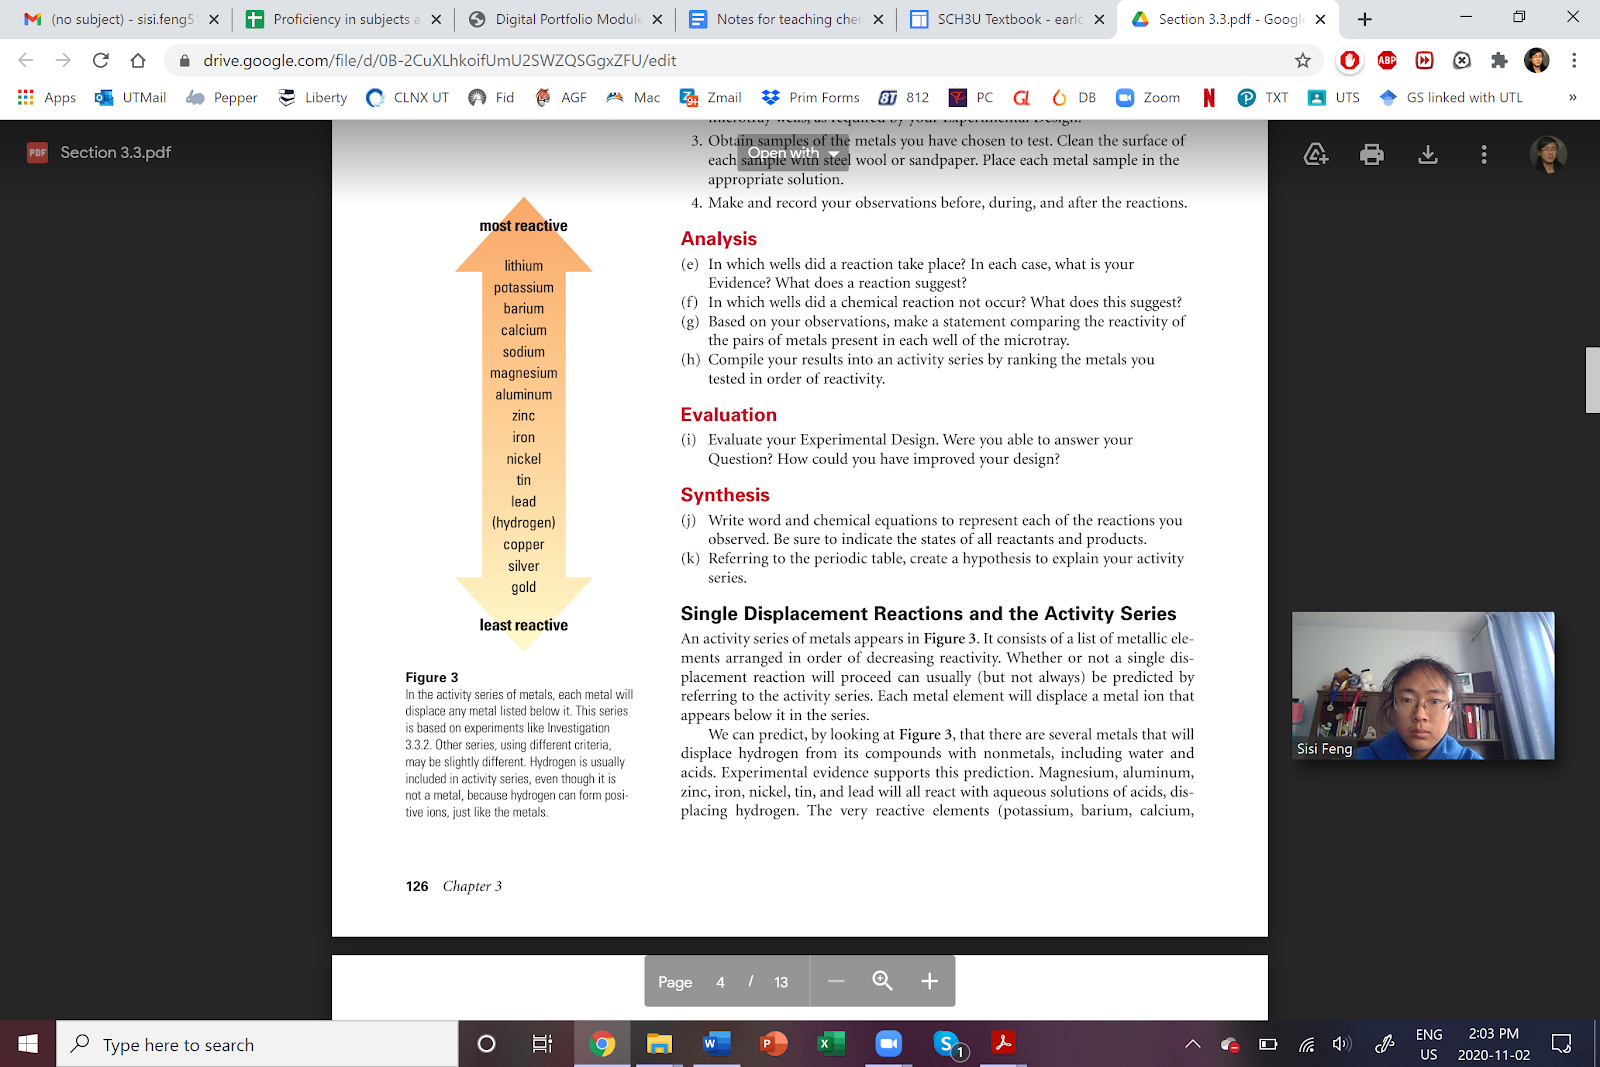 (no subject) - sisi.feng5
Proficiency in subjects a
Digital Portfolio Module
Notes for teaching cher
SCH3U Textbook - earlc
Section 3.3.pdf - Google
drive.google.com/file/d/0B-2CuXLhkoifUmU2SWZQSGgxZFU/edit
ABP
Apps
UTMail
Pepper
Liberty
CLNX UT
Fid
AGF
Mac
Zmail
Prim Forms
812
PC
DB
Zoom
TXT
UTS
GS linked with UTL
»
PDF
Section 3.3.pdf
Open with
microtray wells, as required by your Experimental Design.
3. Obtain samples of the metals you have chosen to test. Clean the surface of
each sample with steel wool or sandpaper. Place each metal sample in the
appropriate solution.
4. Make and record your observations before, during, and after the reactions.
Analysis
(e) In which wells did a reaction take place? In each case, what is your
Evidence? What does a reaction suggest?
(f) In which wells did a chemical reaction not occur? What does this suggest?
(g) Based on your observations, make a statement comparing the reactivity of
the pairs of metals present in each well of the microtray.
(h) Compile your results into an activity series by ranking the metals you
tested in order of reactivity.
Evaluation
(i) Evaluate your Experimental Design. Were you able to answer your
Question? How could you have improved your design?
Synthesis
(j) Write word and chemical equations to represent each of the reactions you
observed. Be sure to indicate the states of all reactants and products.
(k) Referring to the periodic table, create a hypothesis to explain your activity
series.
Single Displacement Reactions and the Activity Series
An activity series of metals appears in Figure 3. It consists of a list of metallic ele-
ments arranged in order of decreasing reactivity. Whether or not a single dis-
placement reaction will proceed can usually (but not always) be predicted by
referring to the activity series. Each metal element will displace a metal ion that
appears below it in the series.
We can predict, by looking at Figure 3, that there are several metals that will
displace hydrogen from its compounds with nonmetals, including water and
acids. Experimental evidence supports this prediction. Magnesium, aluminum,
zinc, iron, nickel, tin, and lead will all react with aqueous solutions of acids, dis-
placing hydrogen. The very reactive elements (potassium, barium, calcium,
most reactive
lithium
potassium
barium
calcium
sodium
magnesium
aluminum
zinc
iron
nickel
tin
lead
(hydrogen)
copper
silver
gold
least reactive
Figure 3
In the activity series of metals, each metal will
displace any metal listed below it. This series
is based on experiments like Investigation
3.3.2. Other series, using different criteria,
may be slightly different. Hydrogen is usually
included in activity series, even though it is
not a metal, because hydrogen can form posi-
tive ions, just like the metals.
126 Chapter 3
Sisi Feng
Page 4 / 13
Type here to search
ENG
US
2:03 PM
2020-11-02